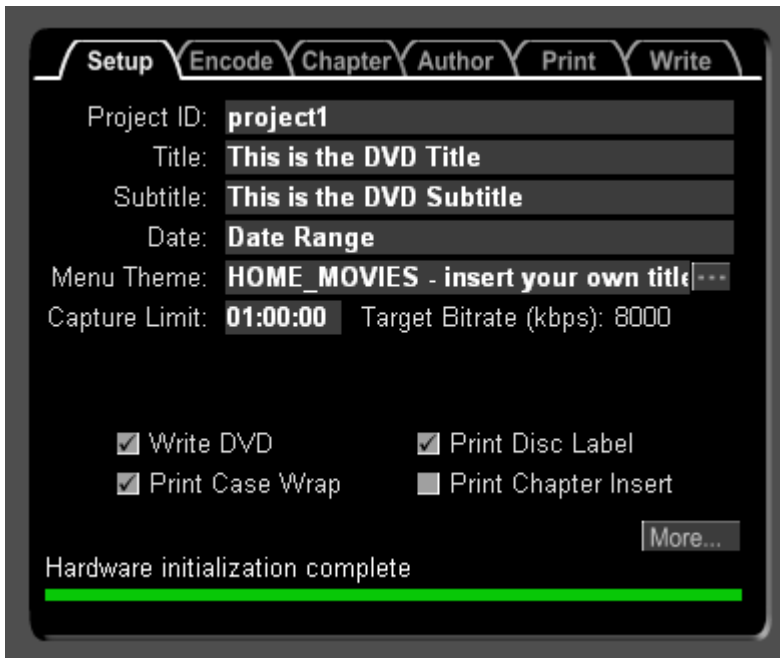 Setup Encode Chapter Author Print Write
Project ID: project1
Title: This is the DVD Title
Subtitle: This is the DVD Subtitle
Date: Date Range
Menu Theme: HOME_MOVIES - insert your own title ...
Capture Limit: 01:00:00 Target Bitrate (kbps): 8000
Write DVD Print Disc Label
Print Case Wrap Print Chapter Insert
More...
Hardware initialization complete